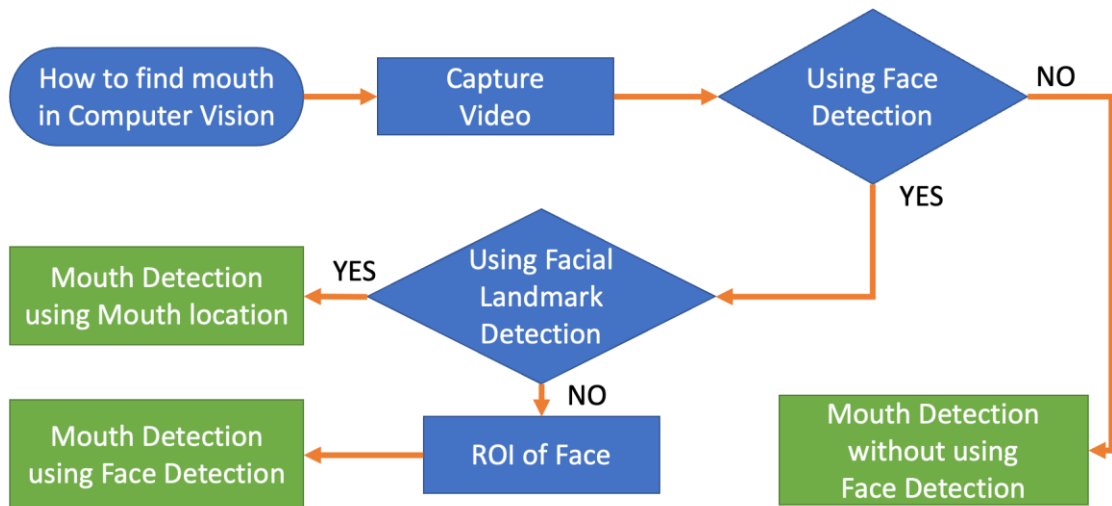 How to find mouth
in Computer Vision
Capture
Video
Using Face
Detection
NO
YES
Mouth Detection
using Mouth location
YES
Using Facial
Landmark
Detection
NO
Mouth Detection
using Face Detection
ROI of Face
Mouth Detection
without using
Face Detection